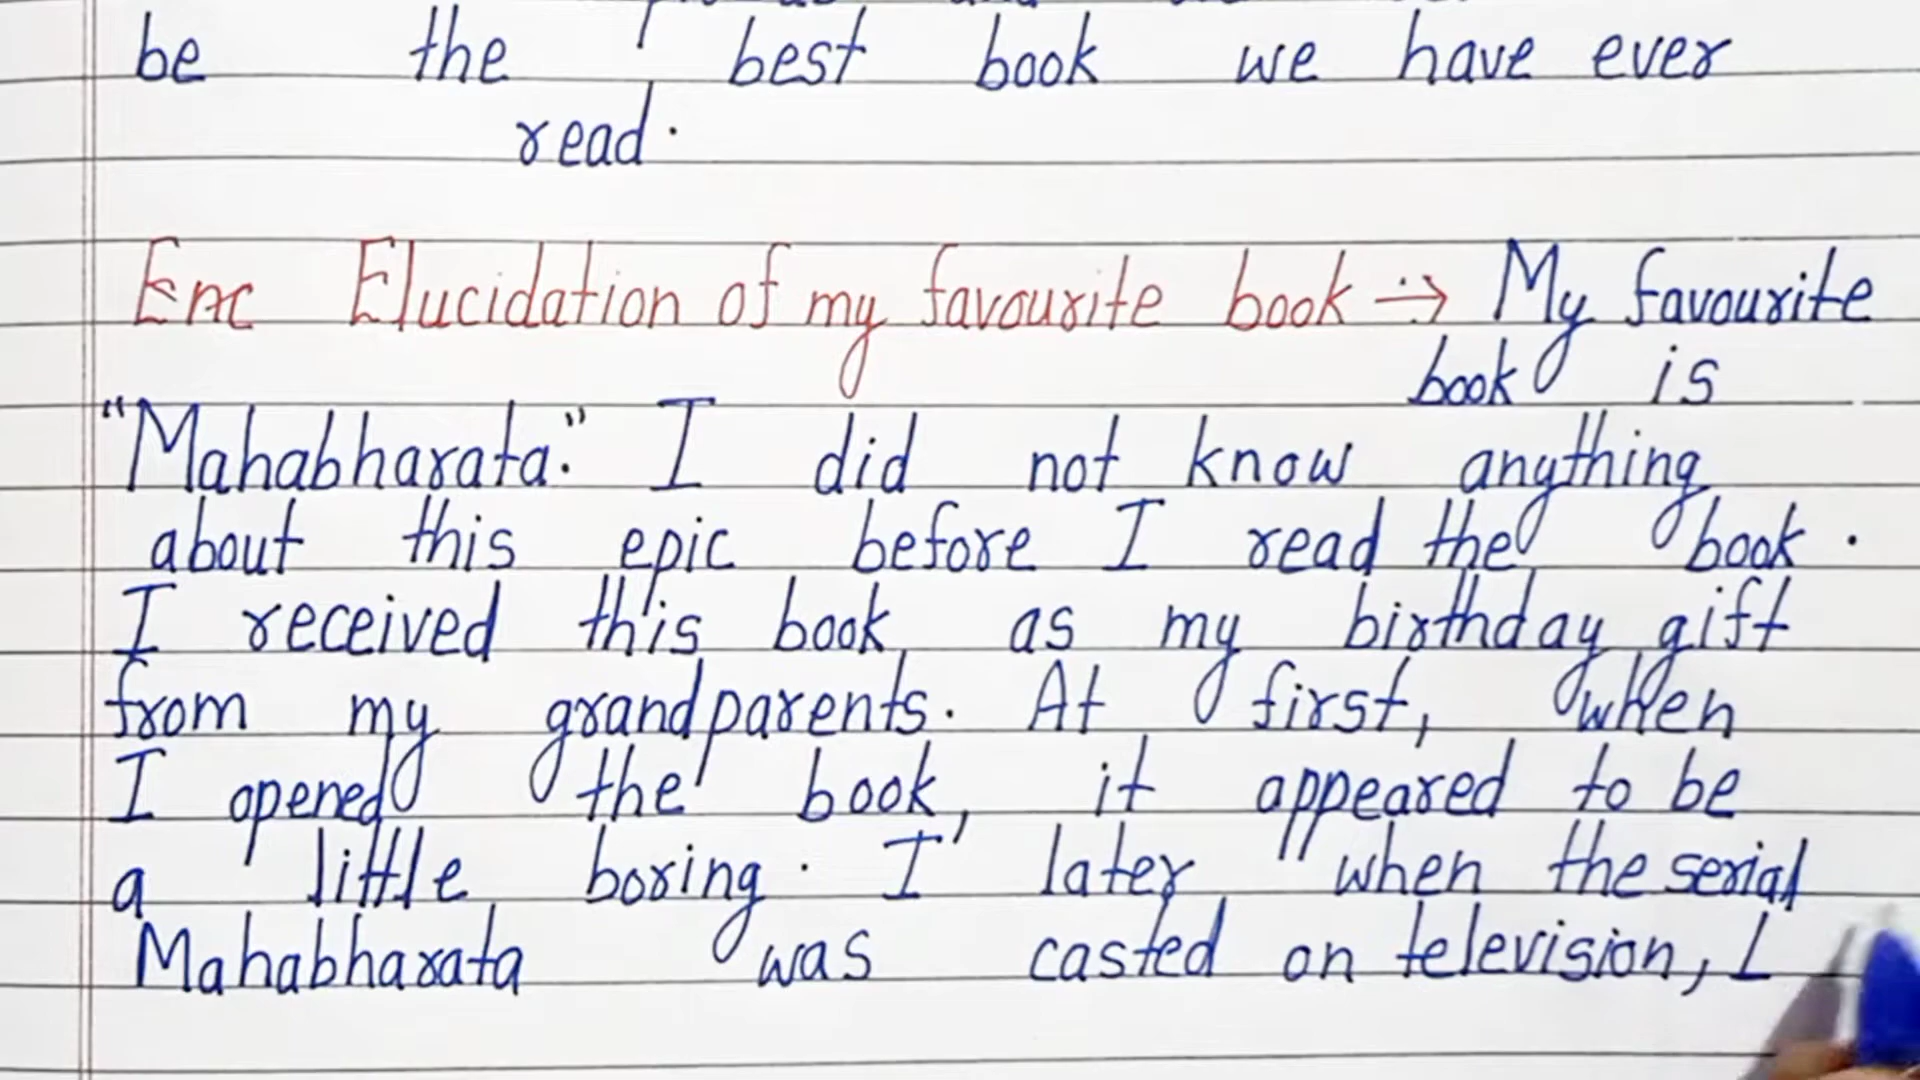 be the best book we have ever
read.
Enc Elucidation of my favourite book → My favourite
book is
"Mahabharata." I did not know anything
about this epic before I read the book.
I received this book as my birthday gift
from my grandparents. At first, when
I opened the book, it appeared to be
a little boring. I later when the serial
Mahabharata was casted on television, I